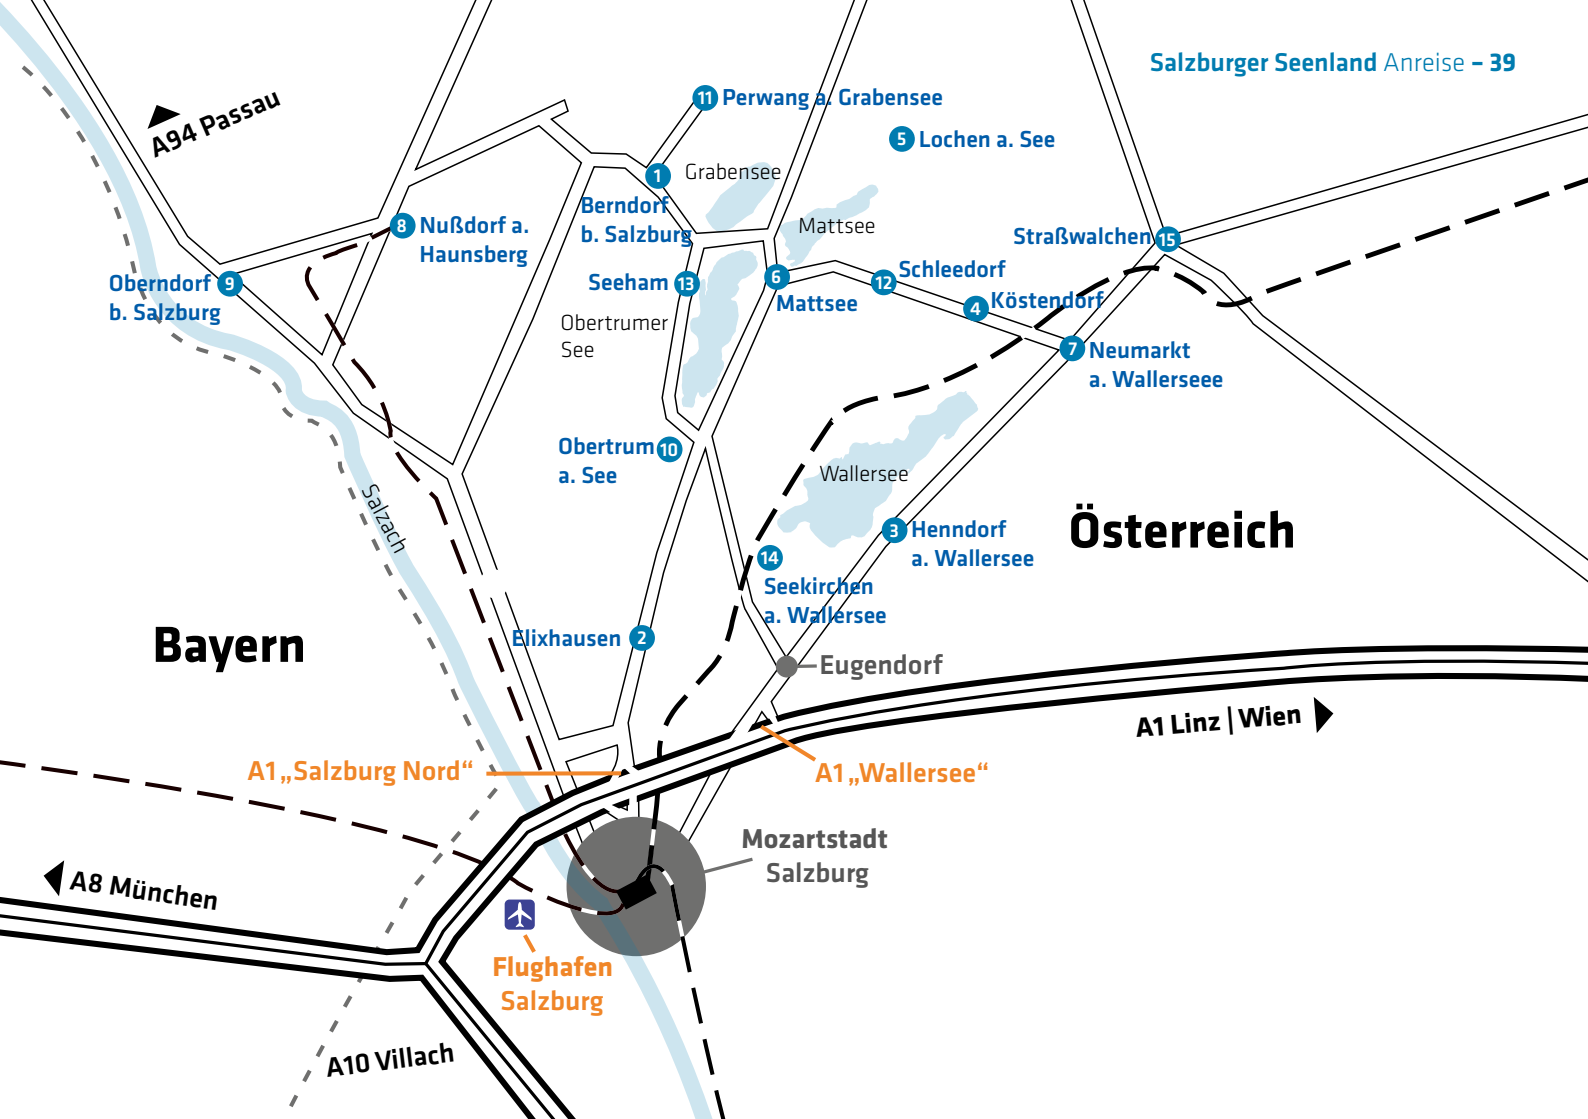 Salzburger Seenland Anreise – 39
A94 Passau
11 Perwang a. Grabensee
5 Lochen a. See
1
Grabensee
Berndorf
b. Salzburg
8 Nußdorf a.
Haunsberg
Mattsee
Straßwalchen 15
Oberndorf 9
b. Salzburg
Seeham 13
6
Mattsee
12 Schleedorf
4 Köstendorf
Obertrumer
See
7 Neumarkt
a. Wallerseee
Obertrum 10
a. See
Wallersee
Salzach
3 Henndorf
a. Wallersee
Österreich
14
Seekirchen
a. Wallersee
Bayern
Elixhausen 2
Eugendorf
A1 Linz | Wien
A1 „Salzburg Nord“
A1 „Wallersee“
Mozartstadt
Salzburg
A8 München
Flughafen
Salzburg
A10 Villach